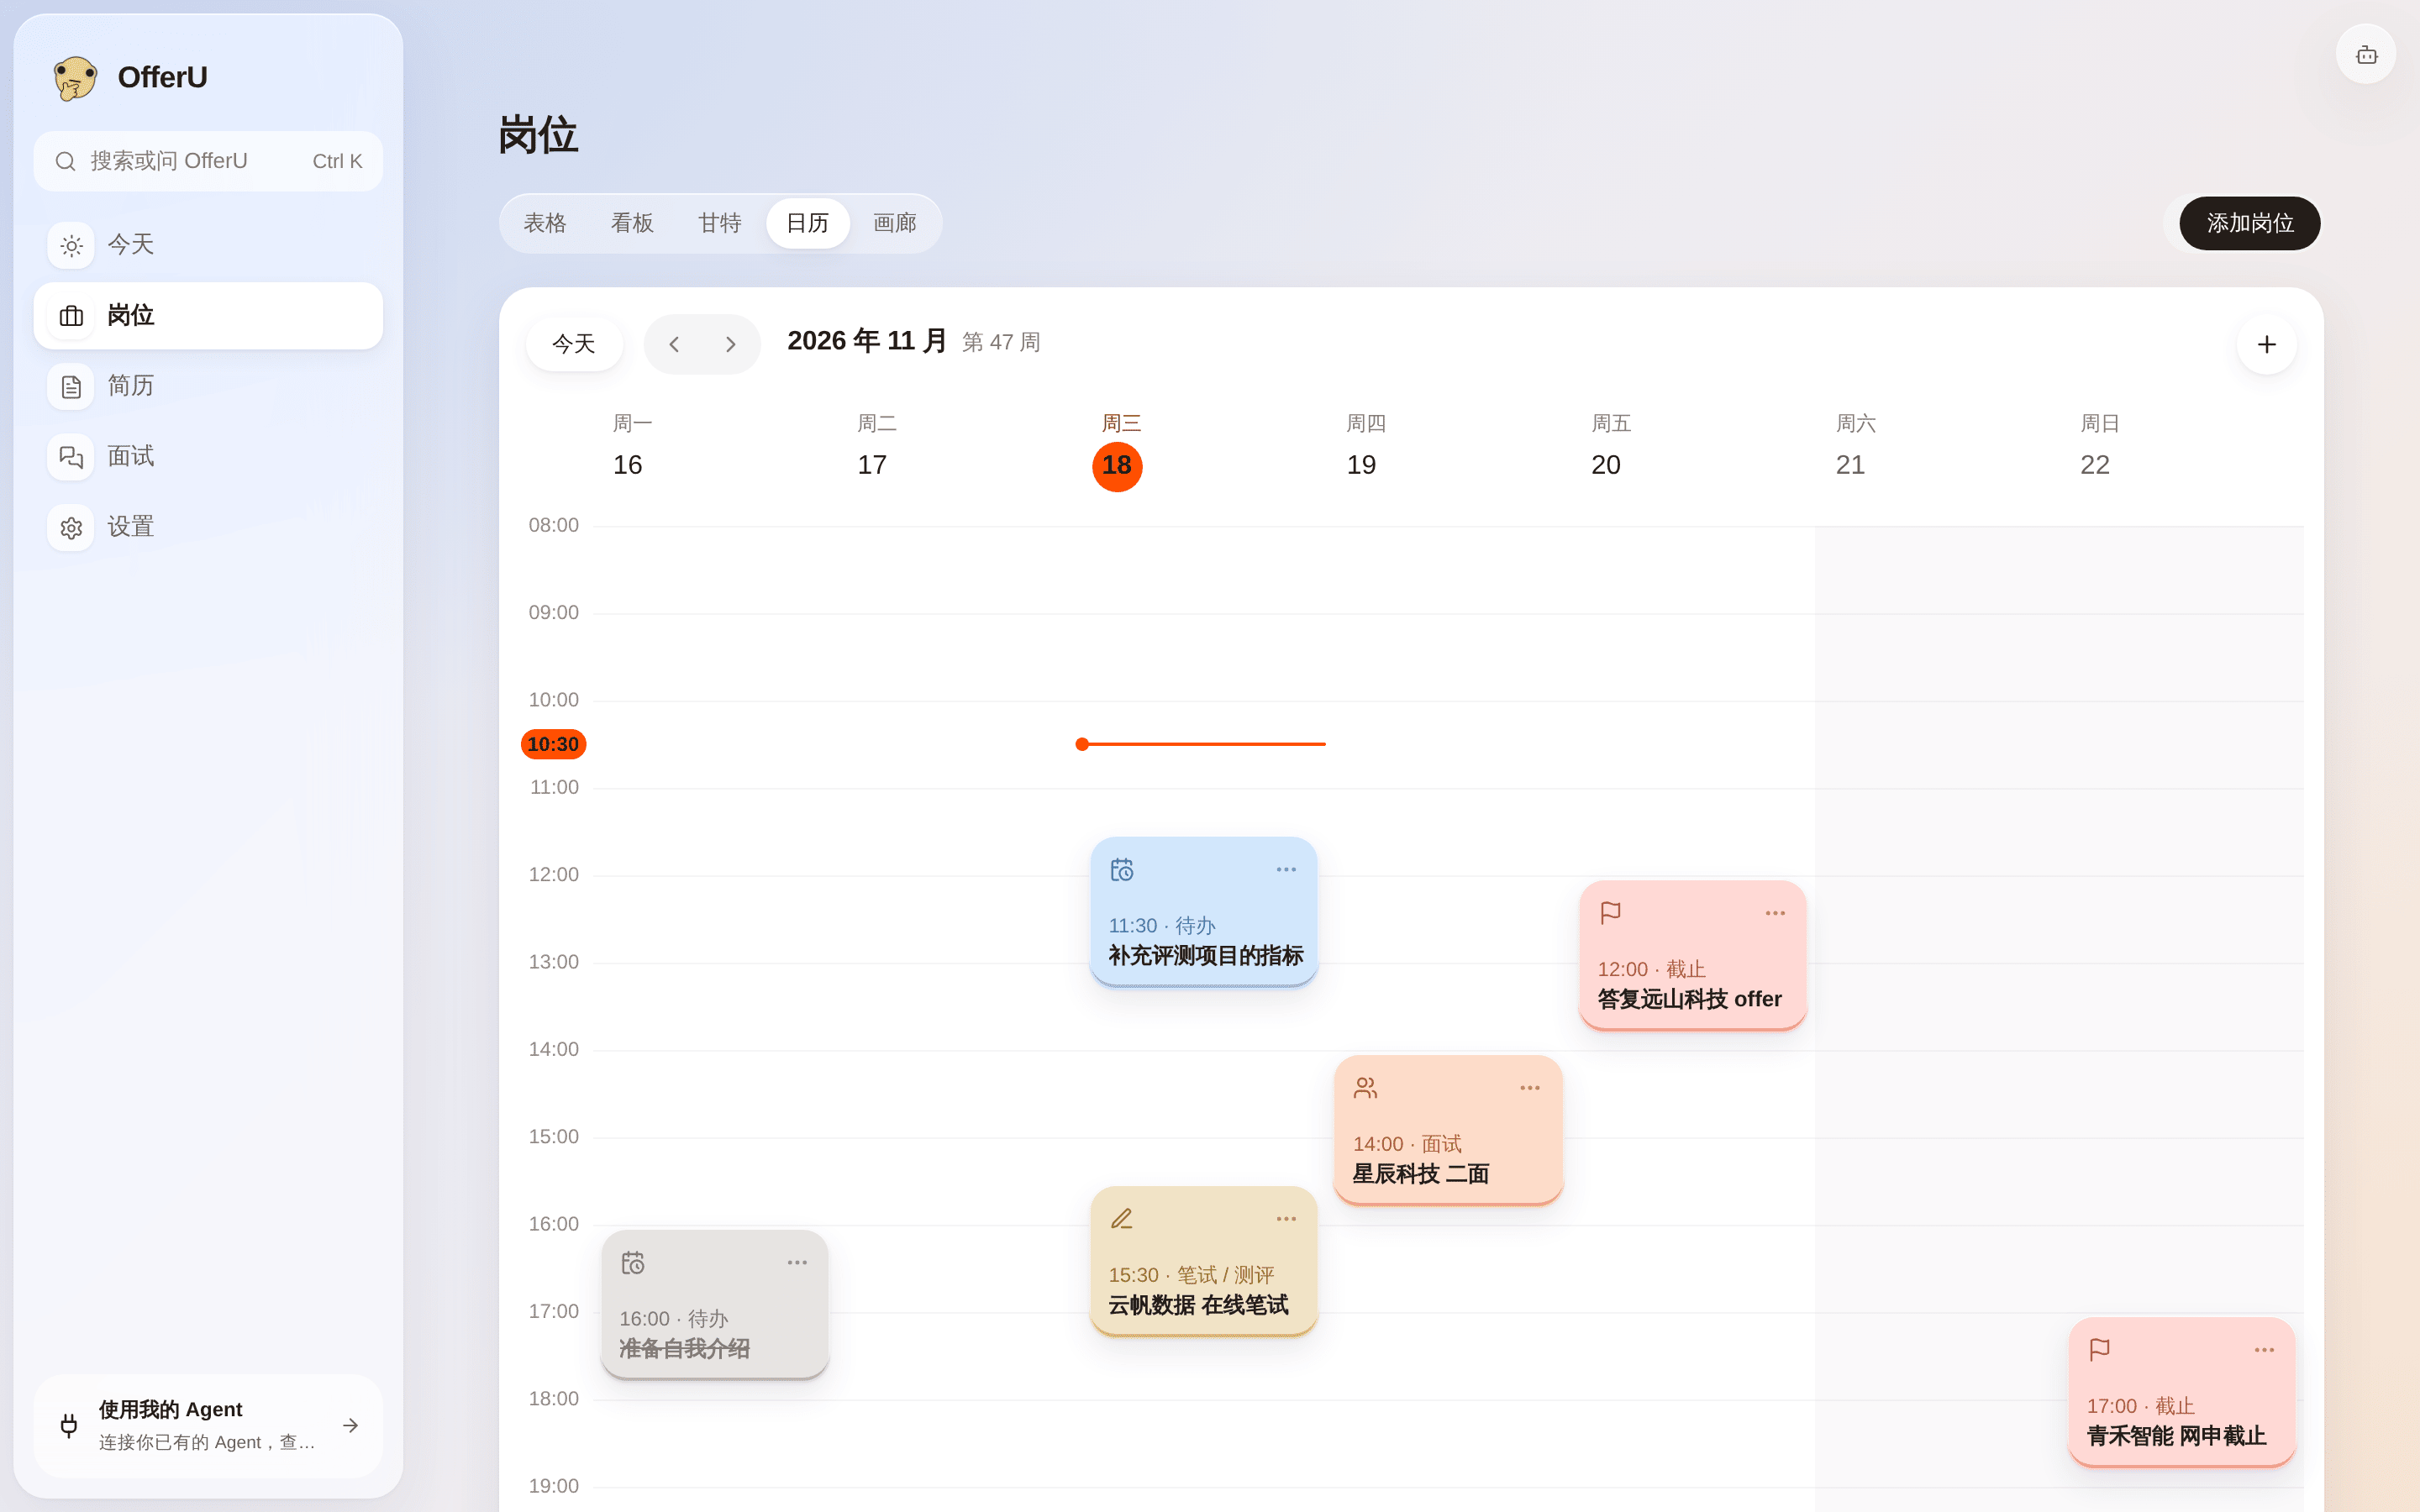 OfferU
搜索或问 OfferU Ctrl K
今天
岗位
简历
面试
设置
使用我的 Agent
连接你已有的 Agent，查…
岗位
表格 看板 甘特 日历 画廊
添加岗位
今天
2026 年 11 月 第 47 周
周一 周二 周三 周四 周五 周六 周日
16 17 18 19 20 21 22
08:00
09:00
10:00
10:30
11:00
12:00
13:00
14:00
15:00
16:00
17:00
18:00
19:00
16:00 · 待办
准备自我介绍
11:30 · 待办
补充评测项目的指标
15:30 · 笔试 / 测评
云帆数据 在线笔试
14:00 · 面试
星辰科技 二面
12:00 · 截止
答复远山科技 offer
17:00 · 截止
青禾智能 网申截止